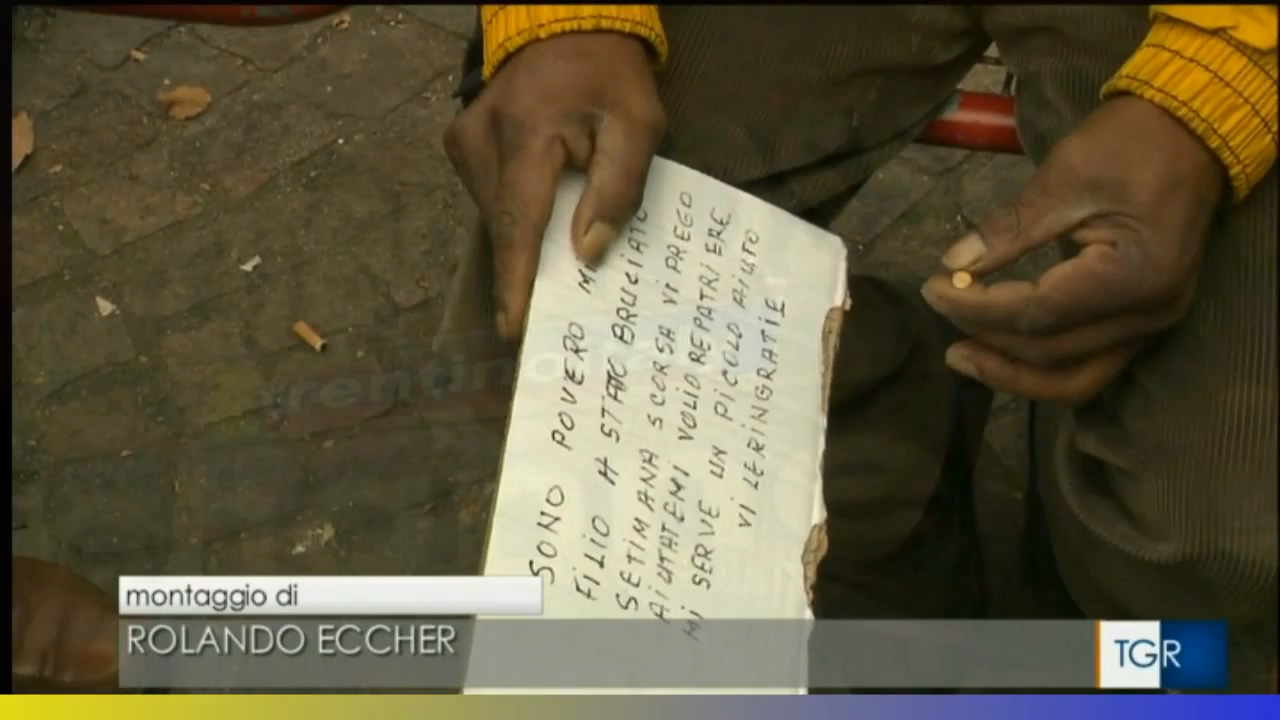 SONO POVERO MI
FILIO A STATO BRUCIATO
SETIMANA SCORSA VI PREGO
AIUTATEMI VOLIO REPATRIERE
MI SERVE UN PICOLO AIUTO
VI LERINGRATIE
montaggio di
ROLANDO ECCHER
TGR